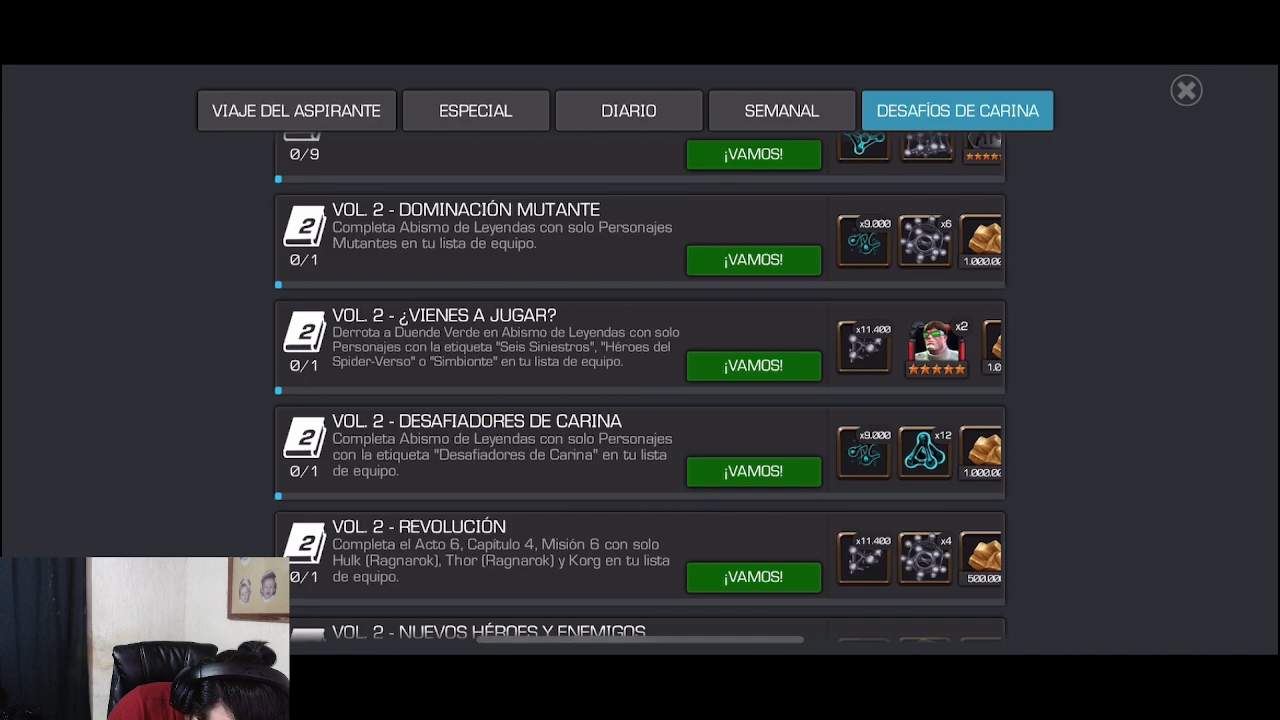 VIAJE DEL ASPIRANTE
ESPECIAL
DIARIO
SEMANAL
DESAFÍOS DE CARINA
0/9
¡VAMOS!
VOL. 2 - DOMINACIÓN MUTANTE
Completa Abismo de Leyendas con solo Personajes
Mutantes en tu lista de equipo.
2
0/1
¡VAMOS!
x9.000
x6
1.000.00
VOL. 2 - ¿VIENES A JUGAR?
Derrota a Duende Verde en Abismo de Leyendas con solo
Personajes con la etiqueta "Seis Siniestros", "Héroes del
Spider-Verso" o "Simbionte" en tu lista de equipo.
2
0/1
¡VAMOS!
x11.400
x2
1.0
VOL. 2 - DESAFIADORES DE CARINA
Completa Abismo de Leyendas con solo Personajes
con la etiqueta "Desafiadores de Carina" en tu lista
de equipo.
2
0/1
¡VAMOS!
x9.000
x12
1.000.00
VOL. 2 - REVOLUCIÓN
Completa el Acto 6, Capítulo 4, Misión 6 con solo
Hulk (Ragnarok), Thor (Ragnarok) y Korg en tu lista
de equipo.
2
0/1
¡VAMOS!
x11.400
x4
500.00
VOL. 2 - NUEVOS HÉROES Y ENEMIGOS